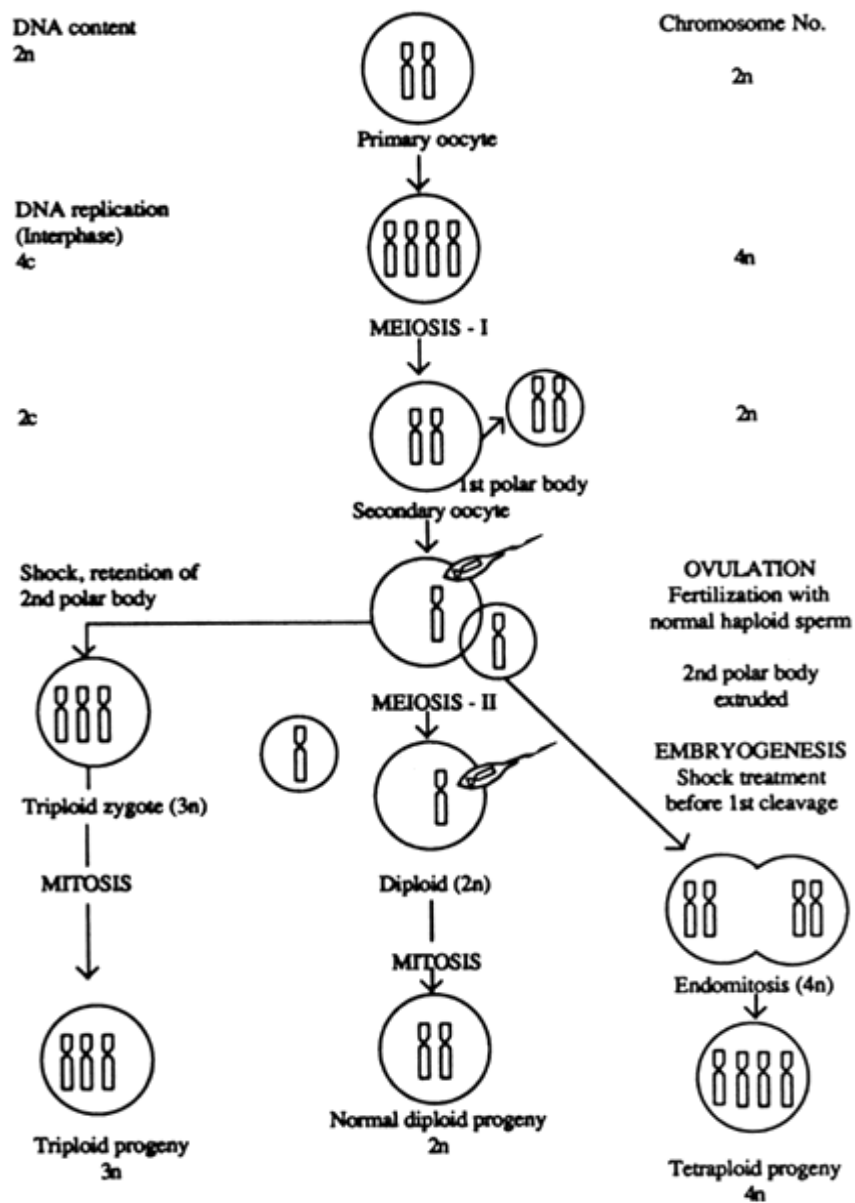 DNA content
2n
Chromosome No.
2n
Primary oocyte
DNA replication
(Interphase)
4c
4n
MEIOSIS - I
2c
2n
1st polar body
Secondary oocyte
Shock, retention of
2nd polar body
OVULATION
Fertilization with
normal haploid sperm
2nd polar body
extruded
MEIOSIS - II
EMBRYOGENESIS
Shock treatment
before 1st cleavage
Triploid zygote (3n)
MITOSIS
Diploid (2n)
MITOSIS
Endomitosis (4n)
Normal diploid progeny
2n
Triploid progeny
3n
Tetraploid progeny
4n